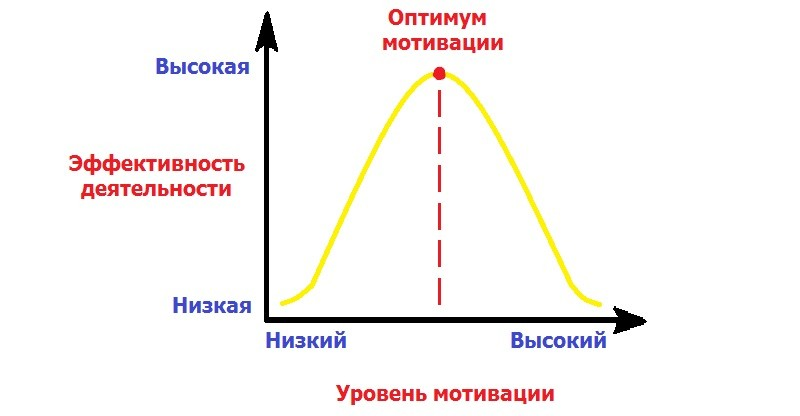 Оптимум
мотивации
Высокая
Эффективность
деятельности
Низкая
Низкий
Высокий
Уровень мотивации